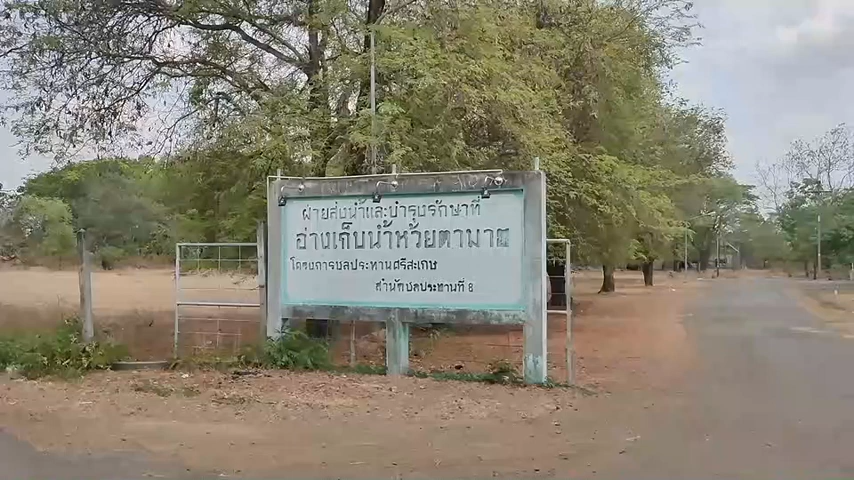 ฝ่ายส่งน้ำและบำรุงรักษาที่
อ่างเก็บน้ำห้วยตามาย
โครงการชลประทานศรีสะเกษ
สำนักชลประทานที่ 8